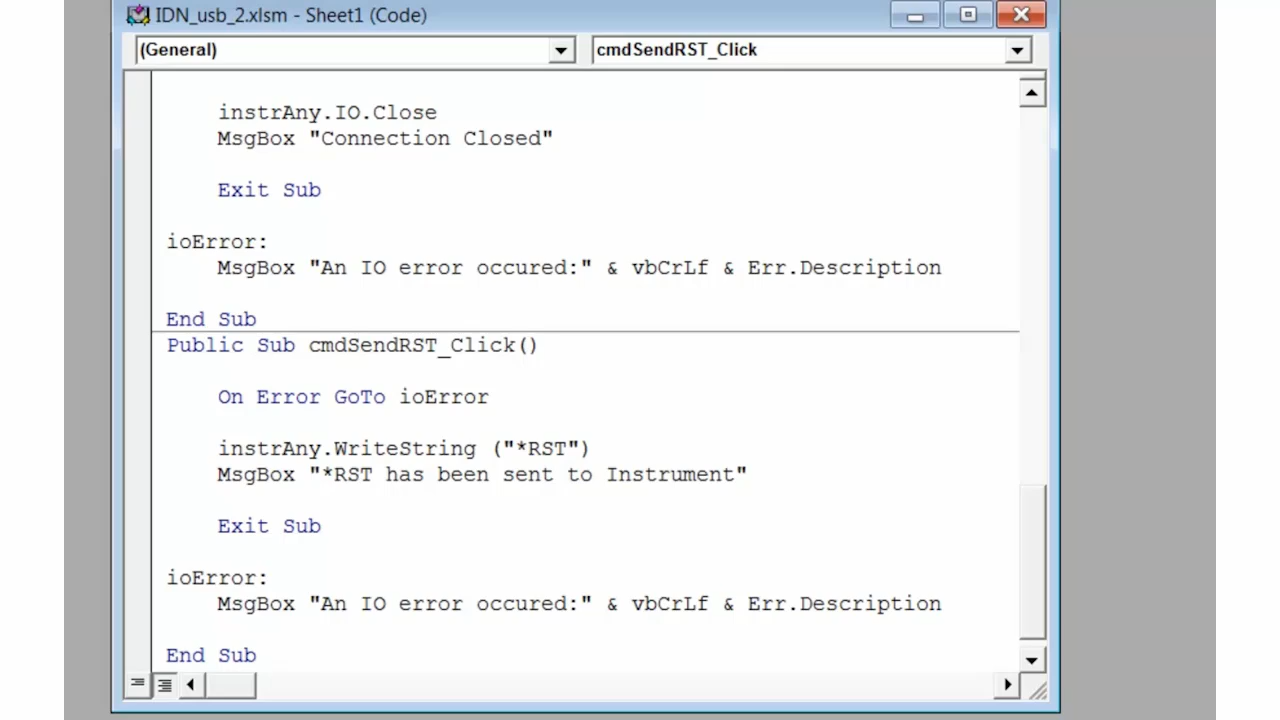 IDN_usb_2.xlsm - Sheet1 (Code)
(General)
cmdSendRST_Click
instrAny.IO.Close
MsgBox "Connection Closed"
Exit Sub
ioError:
MsgBox "An IO error occured:" & vbCrLf & Err.Description
End Sub
Public Sub cmdSendRST_Click()
On Error GoTo ioError
instrAny.WriteString ("*RST")
MsgBox "*RST has been sent to Instrument"
Exit Sub
ioError:
MsgBox "An IO error occured:" & vbCrLf & Err.Description
End Sub